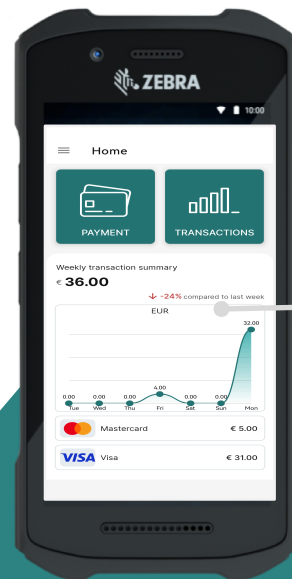 ZEBRA
10:00
Home
PAYMENT
TRANSACTIONS
Weekly transaction summary
€ 36.00
-24% compared to last week
EUR
32.00
4.00
0.00 0.00 0.00 0.00 0.00
Tue Wed Thu Fri Sat Sun Mon
Mastercard € 5.00
VISA Visa € 31.00